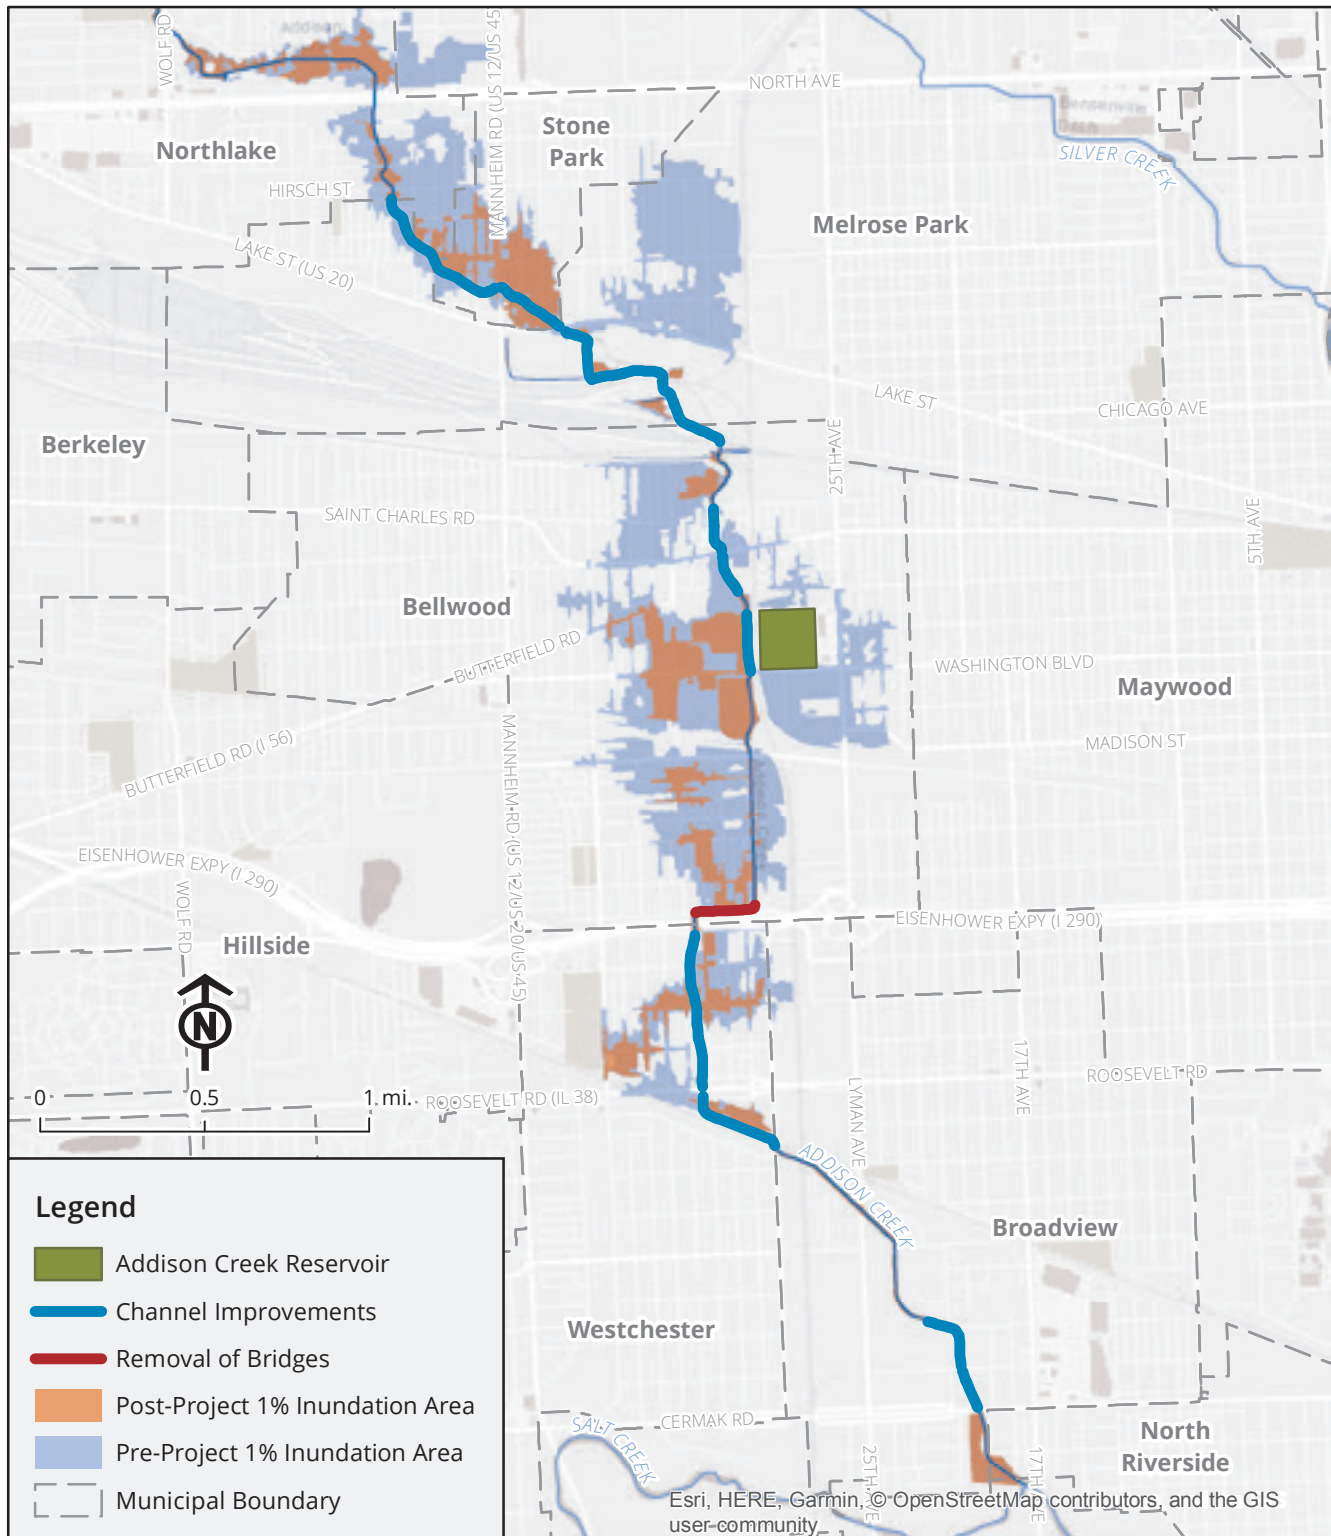 WOLF RD
Addison
MANNHEIM RD (US 12/US 45
NORTH AVE
Bensenville
Stone
Park
Northlake
SILVER CREEK
HIRSCH ST
Melrose Park
LAKE ST (US 20)
LAKE ST
CHICAGO AVE
Berkeley
25TH AVE
SAINT CHARLES RD
5TH AVE
Bellwood
BUTTERFIELD RD
WASHINGTON BLVD
Maywood
MADISON ST
BUTTERFIELD RD (I 56)
MANNHEIM RD (US 12/US 20/US 45)
EISENHOWER EXPY (I 290)
WOLF RD
EISENHOWER EXPY (I 290)
Hillside
N
17TH AVE
ROOSEVELT RD
0 0.5 1 mi.
ROOSEVELT RD (IL 38)
LYMAN AVE
ADDISON CREEK
Broadview
Legend
Addison Creek Reservoir
Channel Improvements
Removal of Bridges
Post-Project 1% Inundation Area
Pre-Project 1% Inundation Area
Municipal Boundary
Westchester
CERMAK RD
SALT CREEK
North
Riverside
25TH AVE
17TH AVE
Esri, HERE, Garmin, © OpenStreetMap contributors, and the GIS
user community